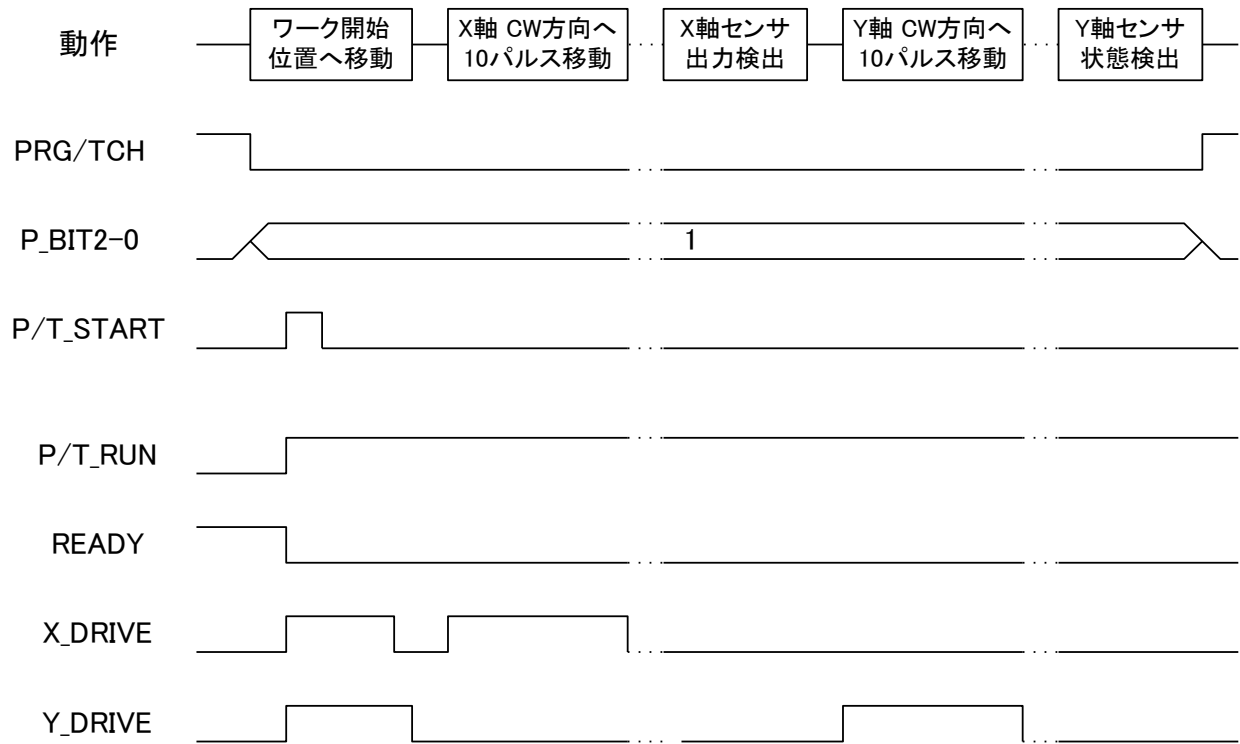 動作
ワーク開始
位置へ移動
X軸 CW方向へ
10パルス移動
X軸センサ
出力検出
Y軸 CW方向へ
10パルス移動
Y軸センサ
状態検出
PRG/TCH
P_BIT2-0
1
P/T_START
P/T_RUN
READY
X_DRIVE
Y_DRIVE